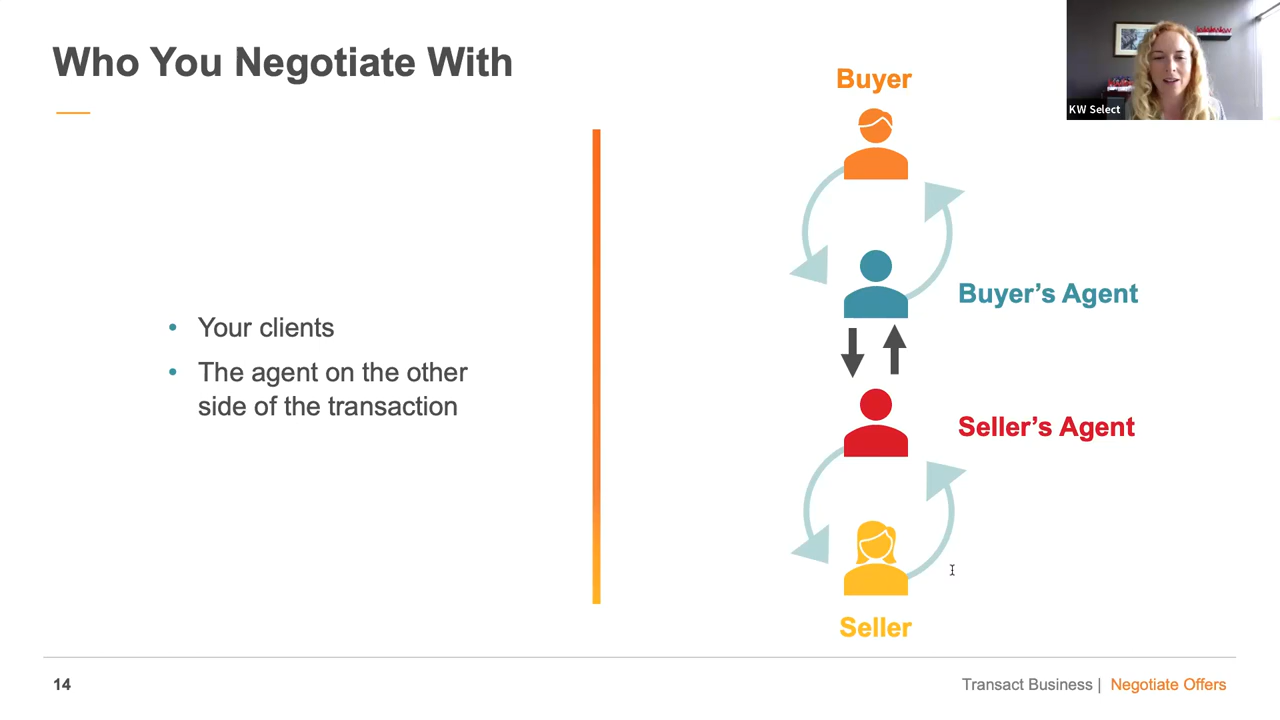 Who You Negotiate With
• Your clients
• The agent on the other
side of the transaction
Buyer
Buyer's Agent
Seller's Agent
Seller
KW Select
14
Transact Business | Negotiate Offers